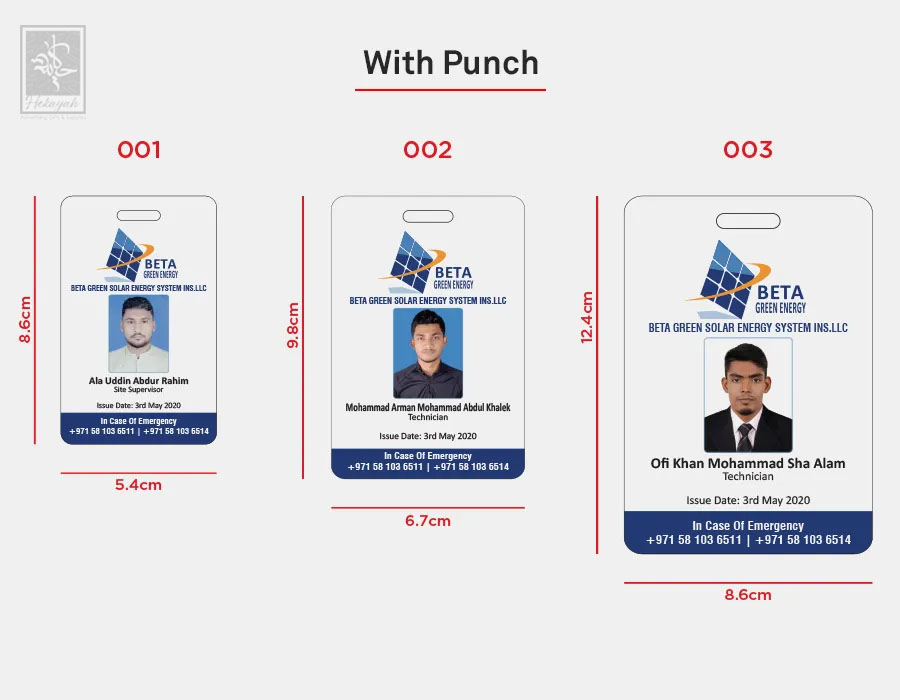 Hekayah
With Punch
001
8.6cm
BETA
GREEN ENERGY
BETA GREEN SOLAR ENERGY SYSTEM INS.LLC
Ala Uddin Abdur Rahim
Site Supervisor
Issue Date: 3rd May 2020
In Case Of Emergency
+971 58 103 6511 | +971 58 103 6514
5.4cm
002
9.8cm
BETA
GREEN ENERGY
BETA GREEN SOLAR ENERGY SYSTEM INS.LLC
Mohammad Arman Mohammad Abdul Khalek
Technician
Issue Date: 3rd May 2020
In Case Of Emergency
+971 58 103 6511 | +971 58 103 6514
6.7cm
003
12.4cm
BETA
GREEN ENERGY
BETA GREEN SOLAR ENERGY SYSTEM INS.LLC
Ofi Khan Mohammad Sha Alam
Technician
Issue Date: 3rd May 2020
In Case Of Emergency
+971 58 103 6511 | +971 58 103 6514
8.6cm